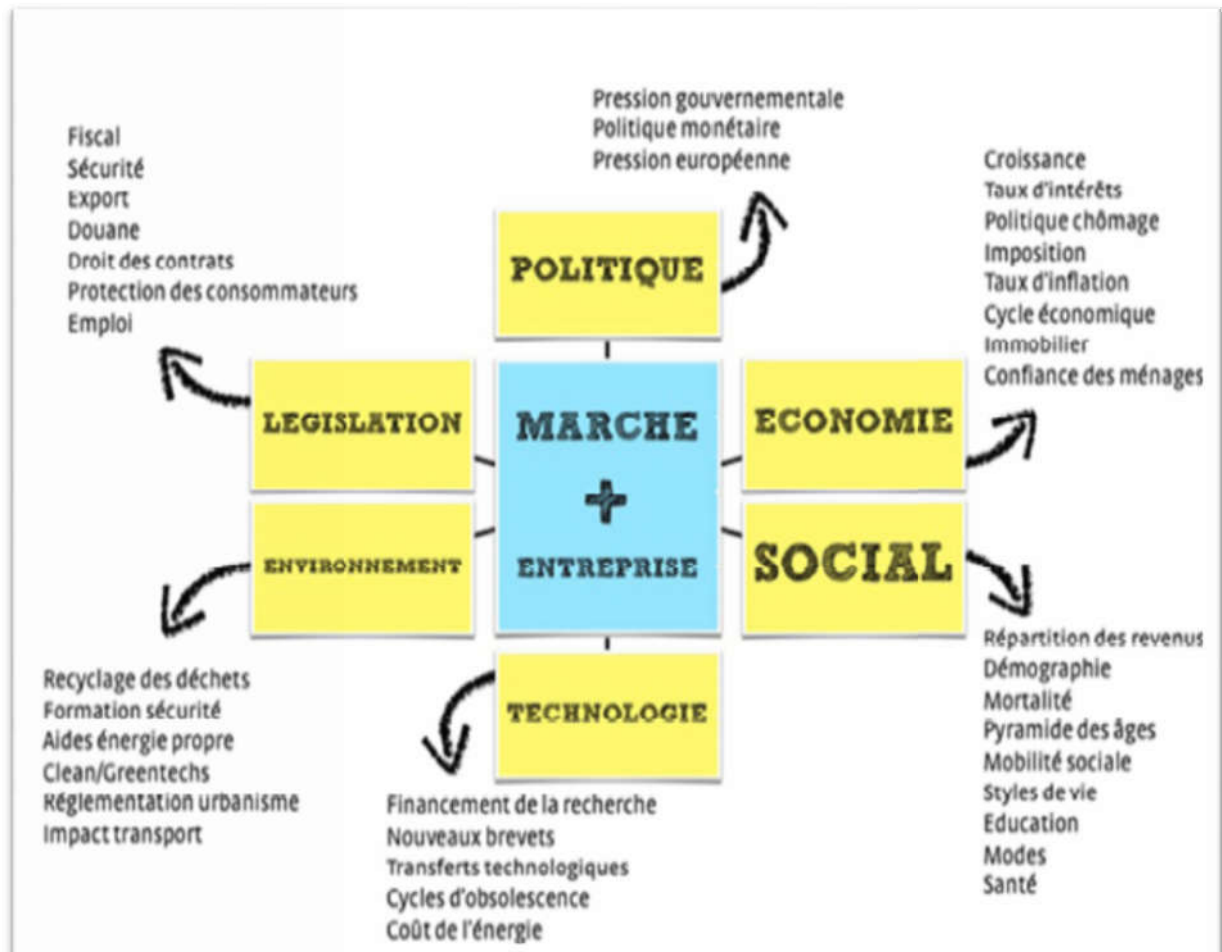 Pression gouvernementale
Politique monétaire
Pression européenne
Fiscal
Sécurité
Export
Douane
Droit des contrats
Protection des consommateurs
Emploi
Croissance
Taux d'intérêts
Politique chômage
Imposition
Taux d'inflation
Cycle économique
Immobilier
Confiance des ménages
POLITIQUE
LEGISLATION
MARCHE
+
ENTREPRISE
ECONOMIE
ENVIRONNEMENT
SOCIAL
TECHNOLOGIE
Recyclage des déchets
Formation sécurité
Aides énergie propre
Clean/Greentechs
Réglementation urbanisme
Impact transport
Financement de la recherche
Nouveaux brevets
Transferts technologiques
Cycles d'obsolescence
Coût de l'énergie
Répartition des revenus
Démographie
Mortalité
Pyramide des âges
Mobilité sociale
Styles de vie
Education
Modes
Santé